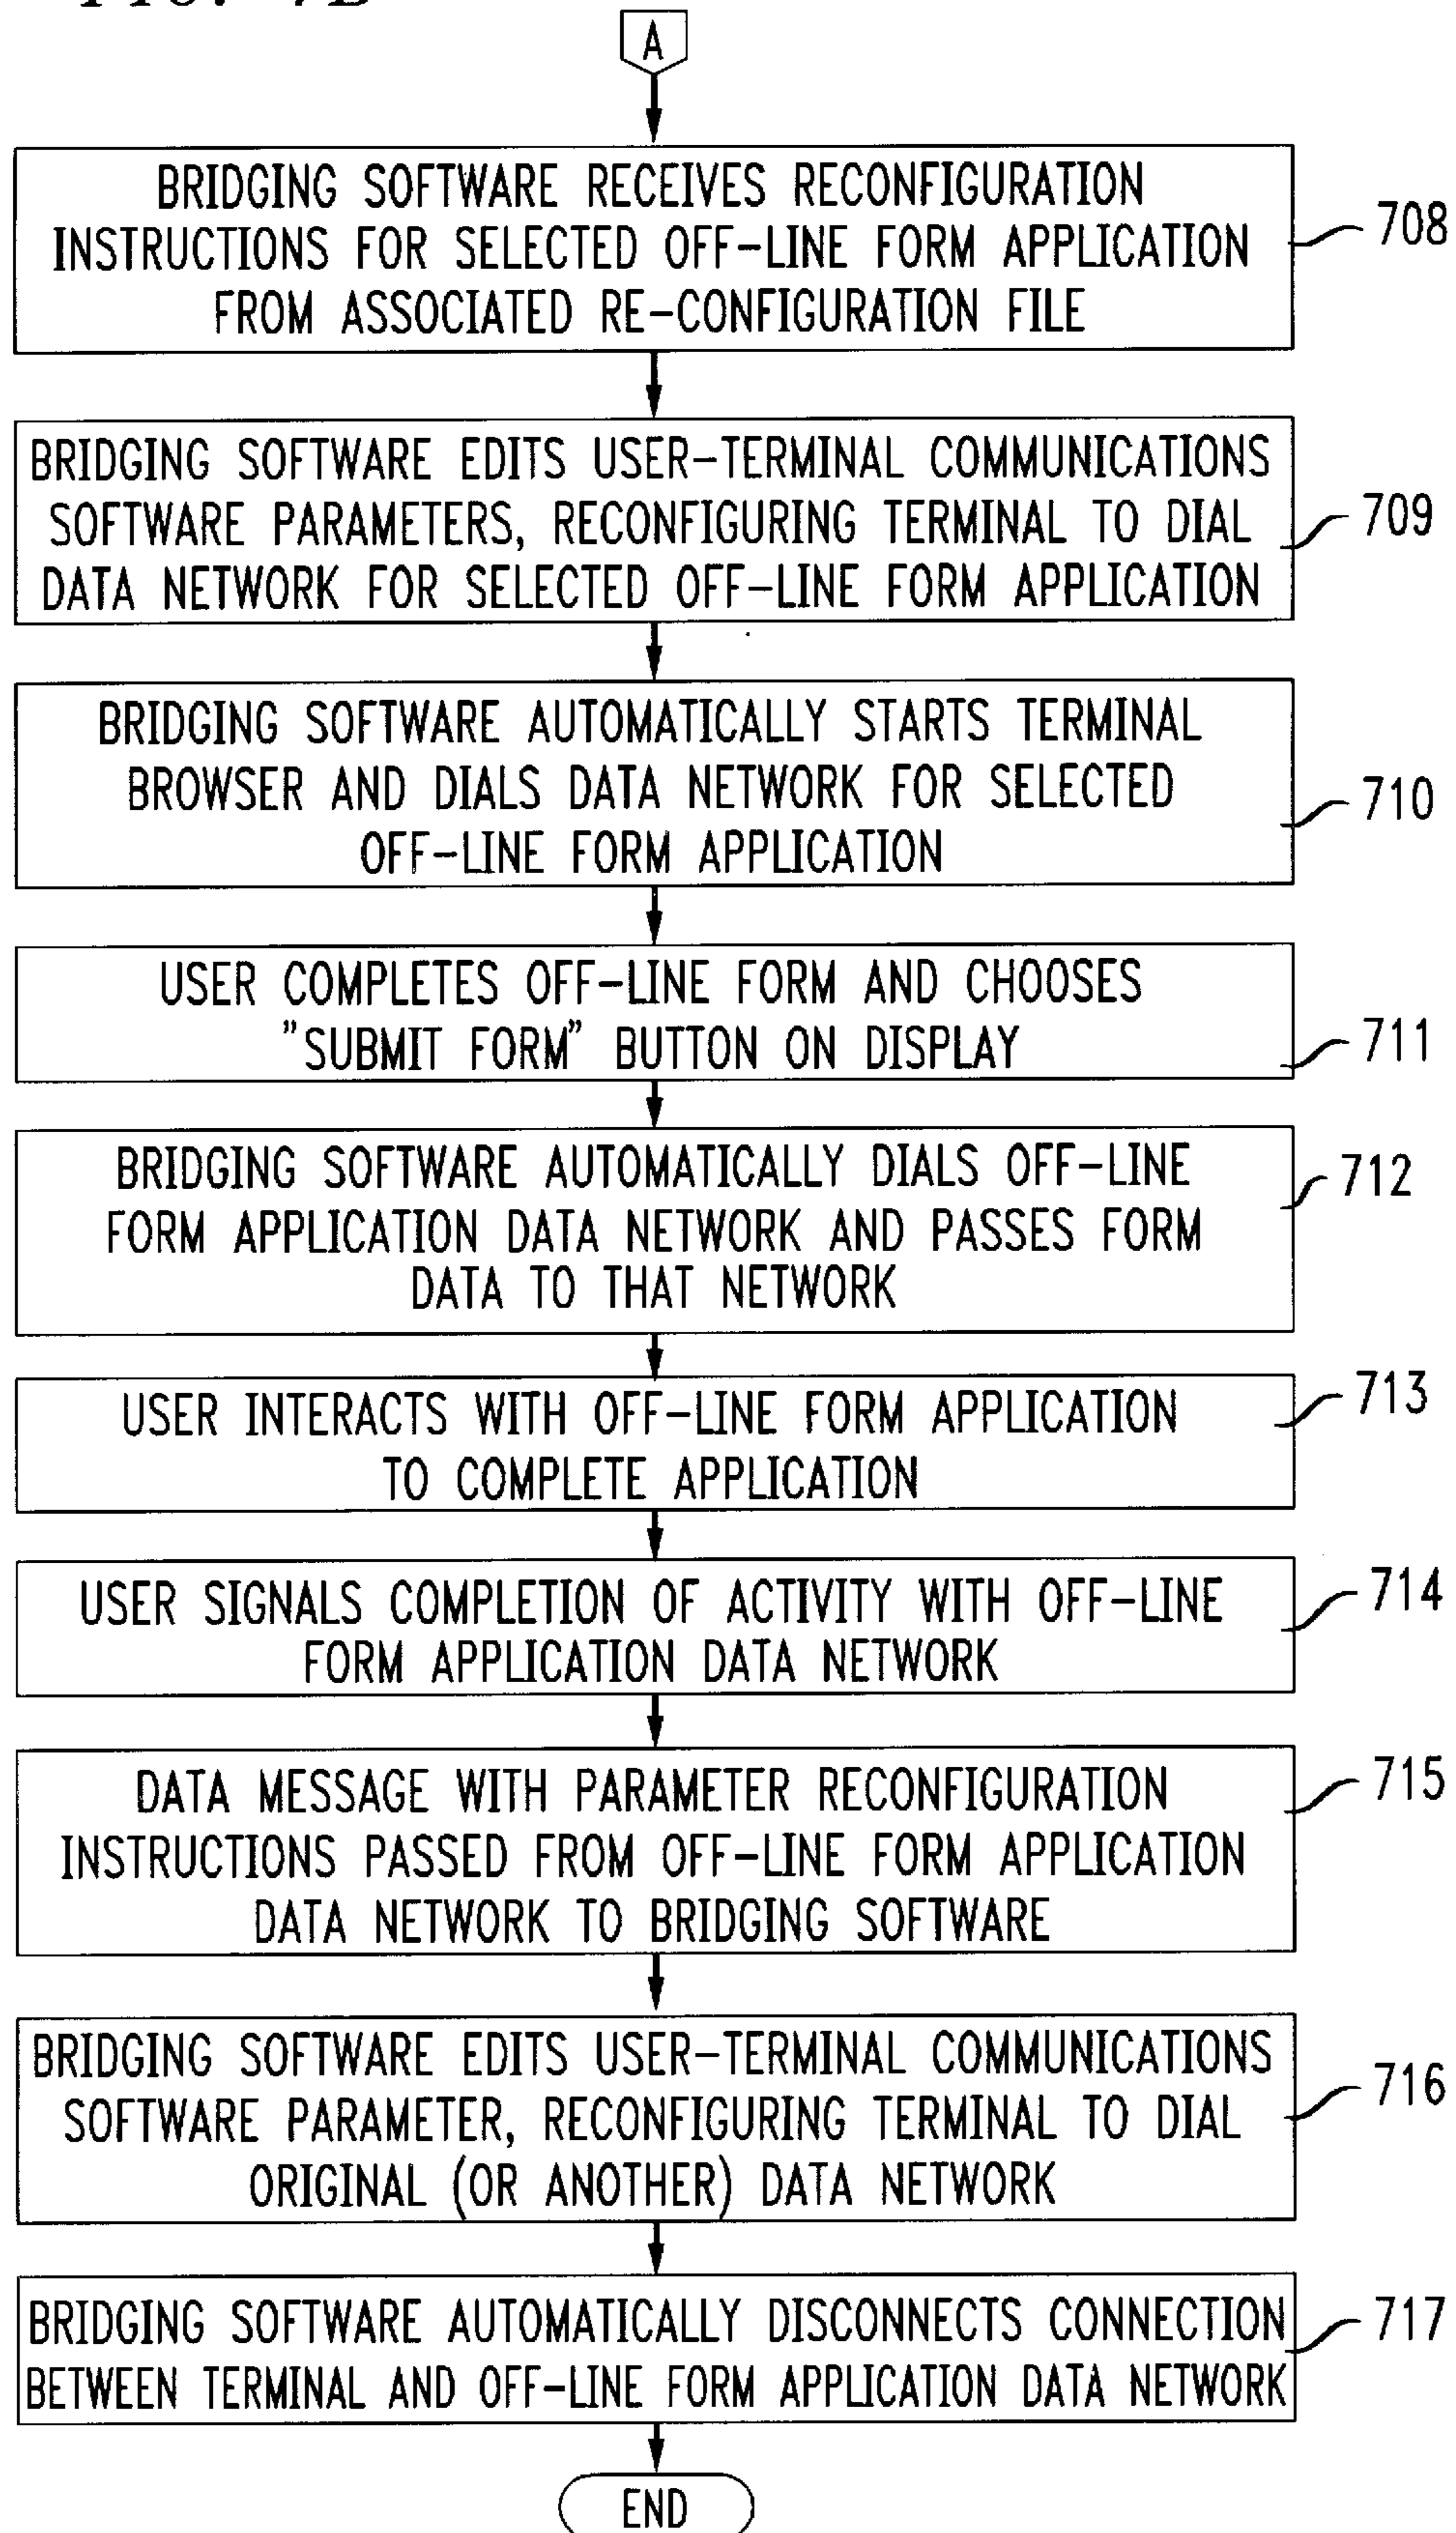 FIG. 7B
A
BRIDGING SOFTWARE RECEIVES RECONFIGURATION
INSTRUCTIONS FOR SELECTED OFF-LINE FORM APPLICATION
FROM ASSOCIATED RE-CONFIGURATION FILE
708
BRIDGING SOFTWARE EDITS USER-TERMINAL COMMUNICATIONS
SOFTWARE PARAMETERS, RECONFIGURING TERMINAL TO DIAL
DATA NETWORK FOR SELECTED OFF-LINE FORM APPLICATION
709
BRIDGING SOFTWARE AUTOMATICALLY STARTS TERMINAL
BROWSER AND DIALS DATA NETWORK FOR SELECTED
OFF-LINE FORM APPLICATION
710
USER COMPLETES OFF-LINE FORM AND CHOOSES
"SUBMIT FORM" BUTTON ON DISPLAY
711
BRIDGING SOFTWARE AUTOMATICALLY DIALS OFF-LINE
FORM APPLICATION DATA NETWORK AND PASSES FORM
DATA TO THAT NETWORK
712
USER INTERACTS WITH OFF-LINE FORM APPLICATION
TO COMPLETE APPLICATION
713
USER SIGNALS COMPLETION OF ACTIVITY WITH OFF-LINE
FORM APPLICATION DATA NETWORK
714
DATA MESSAGE WITH PARAMETER RECONFIGURATION
INSTRUCTIONS PASSED FROM OFF-LINE FORM APPLICATION
DATA NETWORK TO BRIDGING SOFTWARE
715
BRIDGING SOFTWARE EDITS USER-TERMINAL COMMUNICATIONS
SOFTWARE PARAMETER, RECONFIGURING TERMINAL TO DIAL
ORIGINAL (OR ANOTHER) DATA NETWORK
716
BRIDGING SOFTWARE AUTOMATICALLY DISCONNECTS CONNECTION
BETWEEN TERMINAL AND OFF-LINE FORM APPLICATION DATA NETWORK
717
END